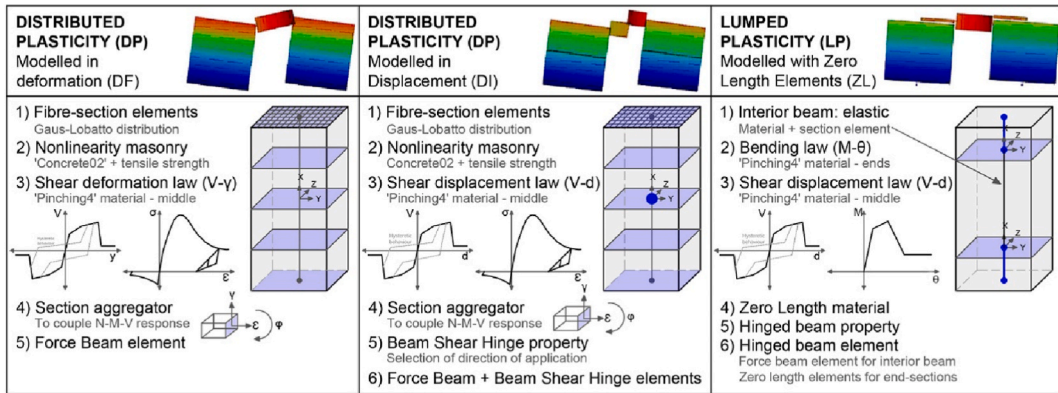 DISTRIBUTED
PLASTICITY (DP)
Modelled in
deformation (DF)
1) Fibre-section elements
Gaus-Lobatto distribution
2) Nonlinearity masonry
'Concrete02' + tensile strength
3) Shear deformation law (V-γ)
'Pinching4' material - middle
V
γ
σ
ε
X
Z
Y
4) Section aggregator
To couple N-M-V response
γ
ε
φ
5) Force Beam element
DISTRIBUTED
PLASTICITY (DP)
Modelled in
Displacement (DI)
1) Fibre-section elements
Gaus-Lobatto distribution
2) Nonlinearity masonry
Concrete02' + tensile strength
3) Shear displacement law (V-d)
'Pinching4' material - middle
V
d
σ
ε
X
Z
Y
4) Section aggregator
To couple N-M-V response
γ
ε
φ
5) Beam Shear Hinge property
Selection of direction of application
6) Force Beam + Beam Shear Hinge elements
LUMPED
PLASTICITY (LP)
Modelled with Zero
Length Elements (ZL)
1) Interior beam: elastic
Material + section element
2) Bending law (M-θ)
'Pinching4' material - ends
3) Shear displacement law (V-d)
'Pinching4' material - middle
V
d
M
θ
X
Z
Y
X
Z
Y
4) Zero Length material
5) Hinged beam property
6) Hinged beam element
Force beam element for interior beam
Zero length elements for end-sections